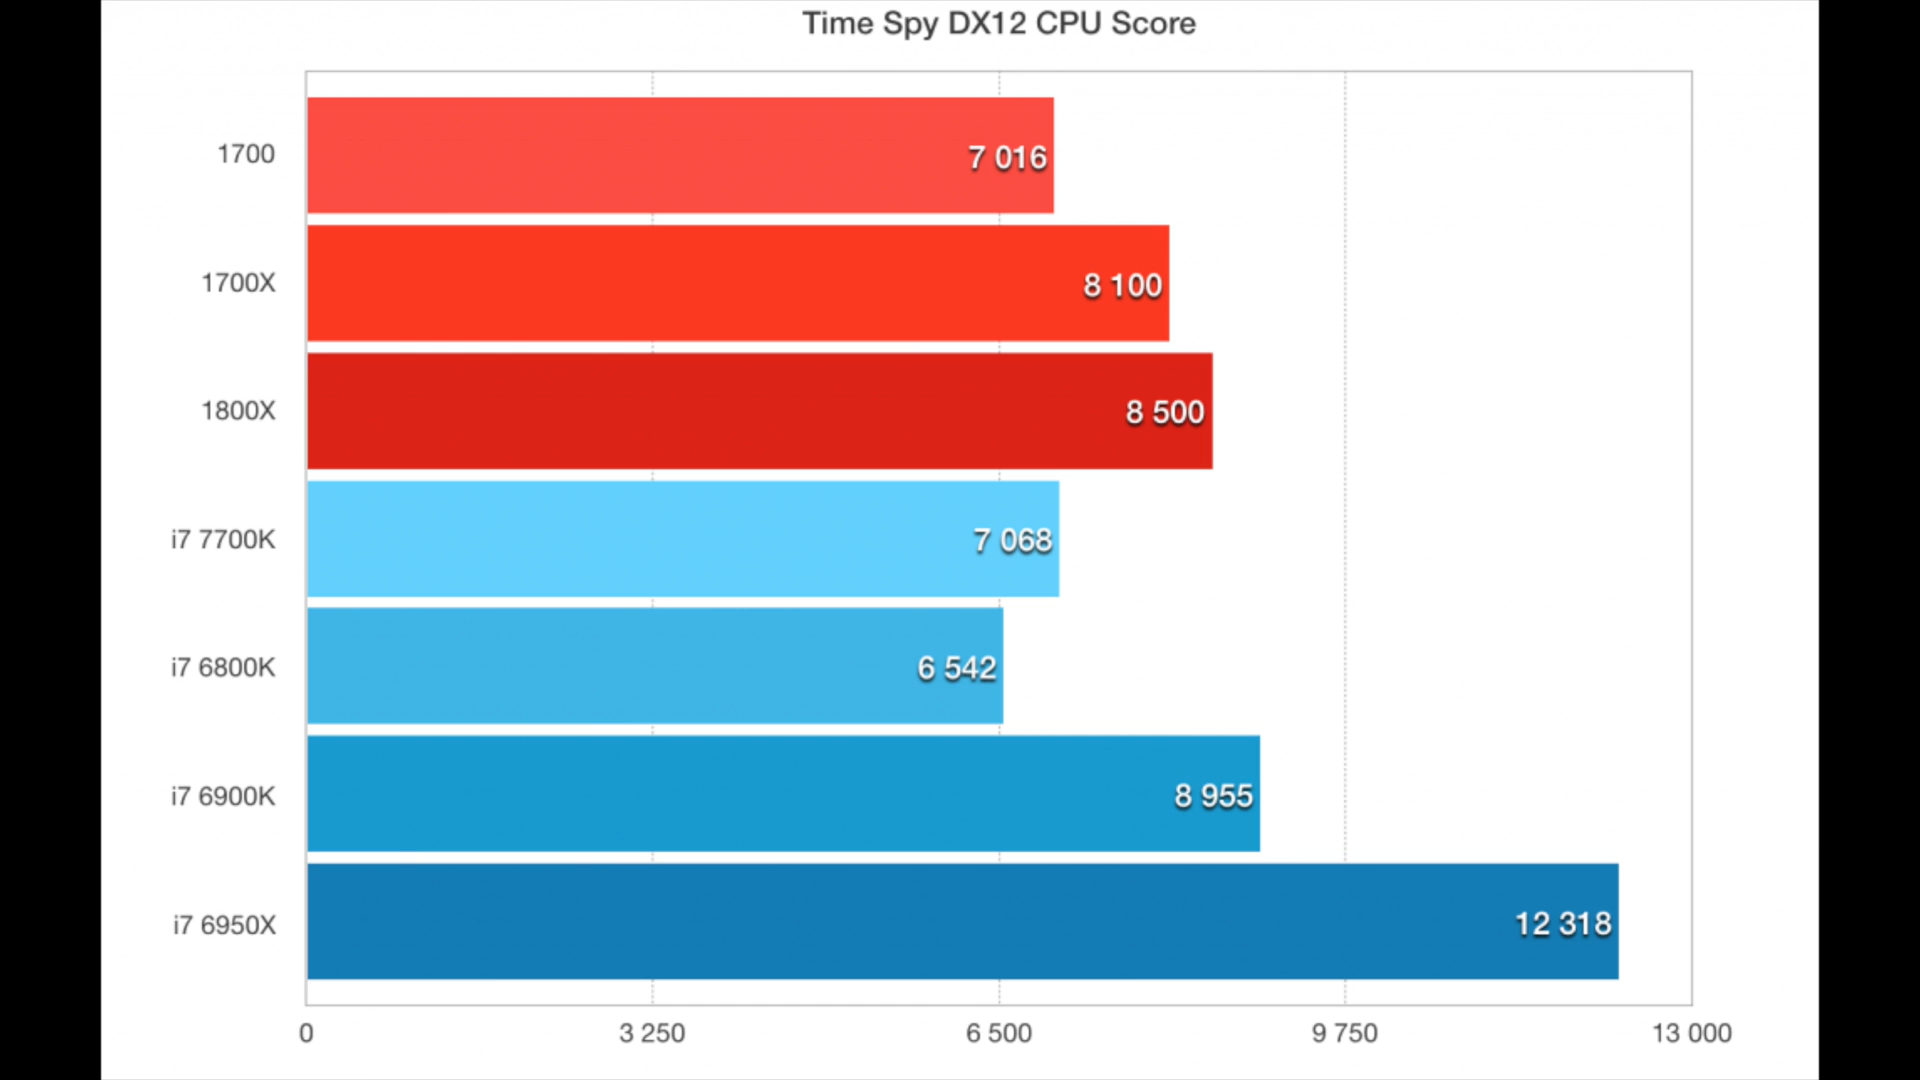 Time Spy DX12 CPU Score
1700
7 016
1700X
8 100
1800X
8 500
i7 7700K
7 068
i7 6800K
6 542
i7 6900K
8 955
i7 6950X
12 318
0 3 250 6 500 9 750 13 000